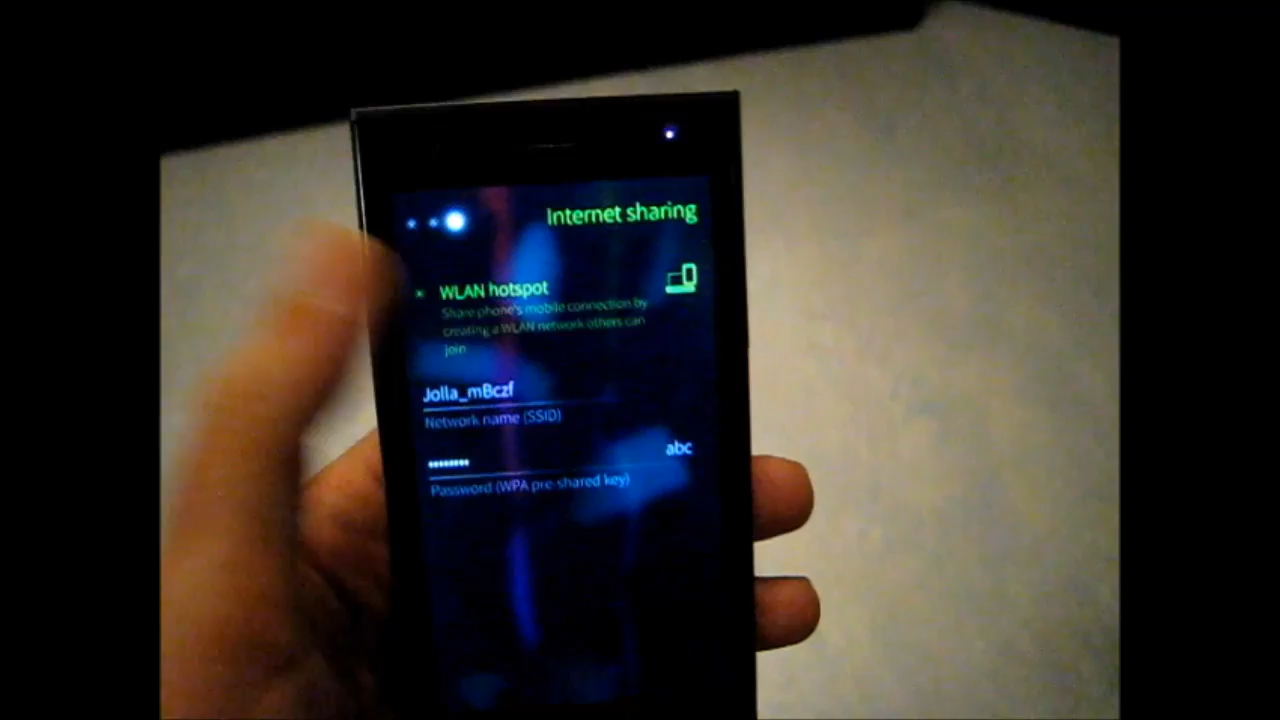 Internet sharing
WLAN hotspot
Share phone's mobile connection by
creating a WLAN network others can
join
Jolla_mBczf
Network name (SSID)
••••••••
abc
Password (WPA pre-shared key)